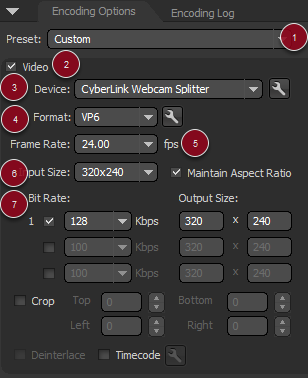 Encoding Options Encoding Log
Preset: Custom 1
Video 2
3 Device: CyberLink Webcam Splitter
4 Format: VP6
Frame Rate: 24.00 fps 5
6 Input Size: 320x240 Maintain Aspect Ratio
7 Bit Rate: Output Size:
1 128 Kbps 320 x 240
100 Kbps 320 x 240
100 Kbps 320 x 240
Crop Top 0 Bottom 0
Left 0 Right 0
Deinterlace Timecode